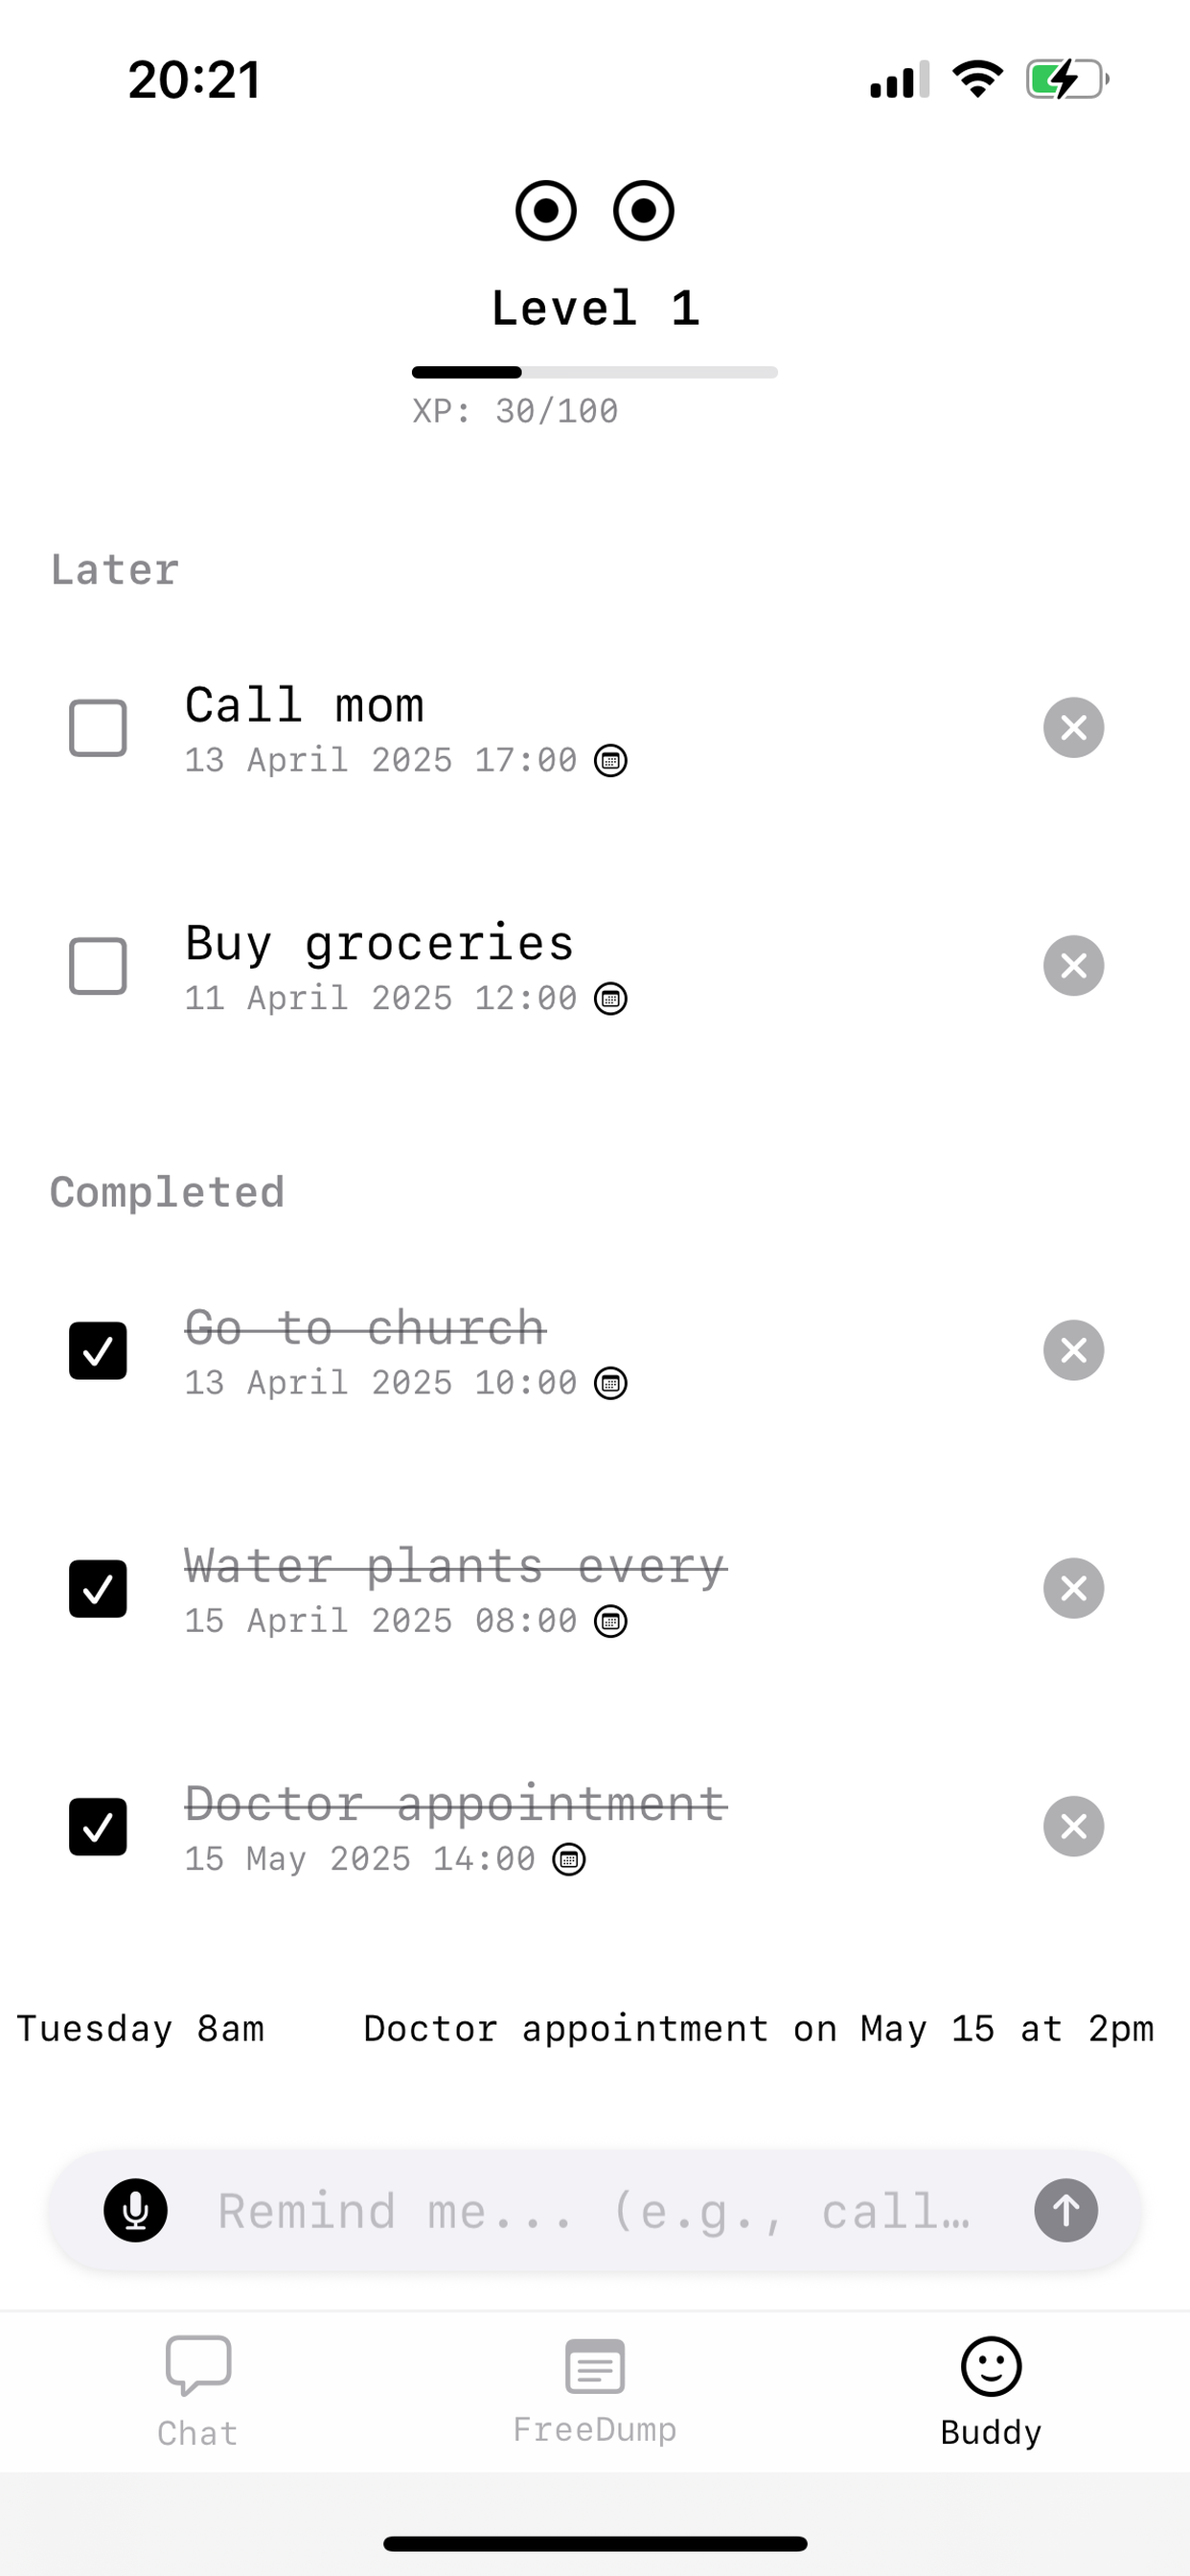 20:21
Level 1
XP: 30/100
Later
Call mom
13 April 2025 17:00
Buy groceries
11 April 2025 12:00
Completed
Go to church
13 April 2025 10:00
Water plants every
15 April 2025 08:00
Doctor appointment
15 May 2025 14:00
Tuesday 8am Doctor appointment on May 15 at 2pm
Remind me... (e.g., call…
Chat FreeDump Buddy